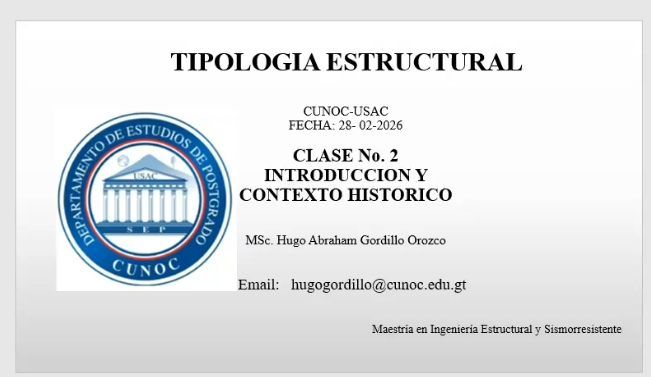 TIPOLOGIA ESTRUCTURAL
CUNOC-USAC
FECHA: 28- 02-2026
CLASE No. 2
INTRODUCCION Y
CONTEXTO HISTORICO
DEPARTAMENTO DE ESTUDIOS DE POSTGRADO
USAC
S E P
CUNOC
MSc. Hugo Abraham Gordillo Orozco
Email: hugogordillo@cunoc.edu.gt
Maestria en Ingeniería Estructural y Sismorresistente